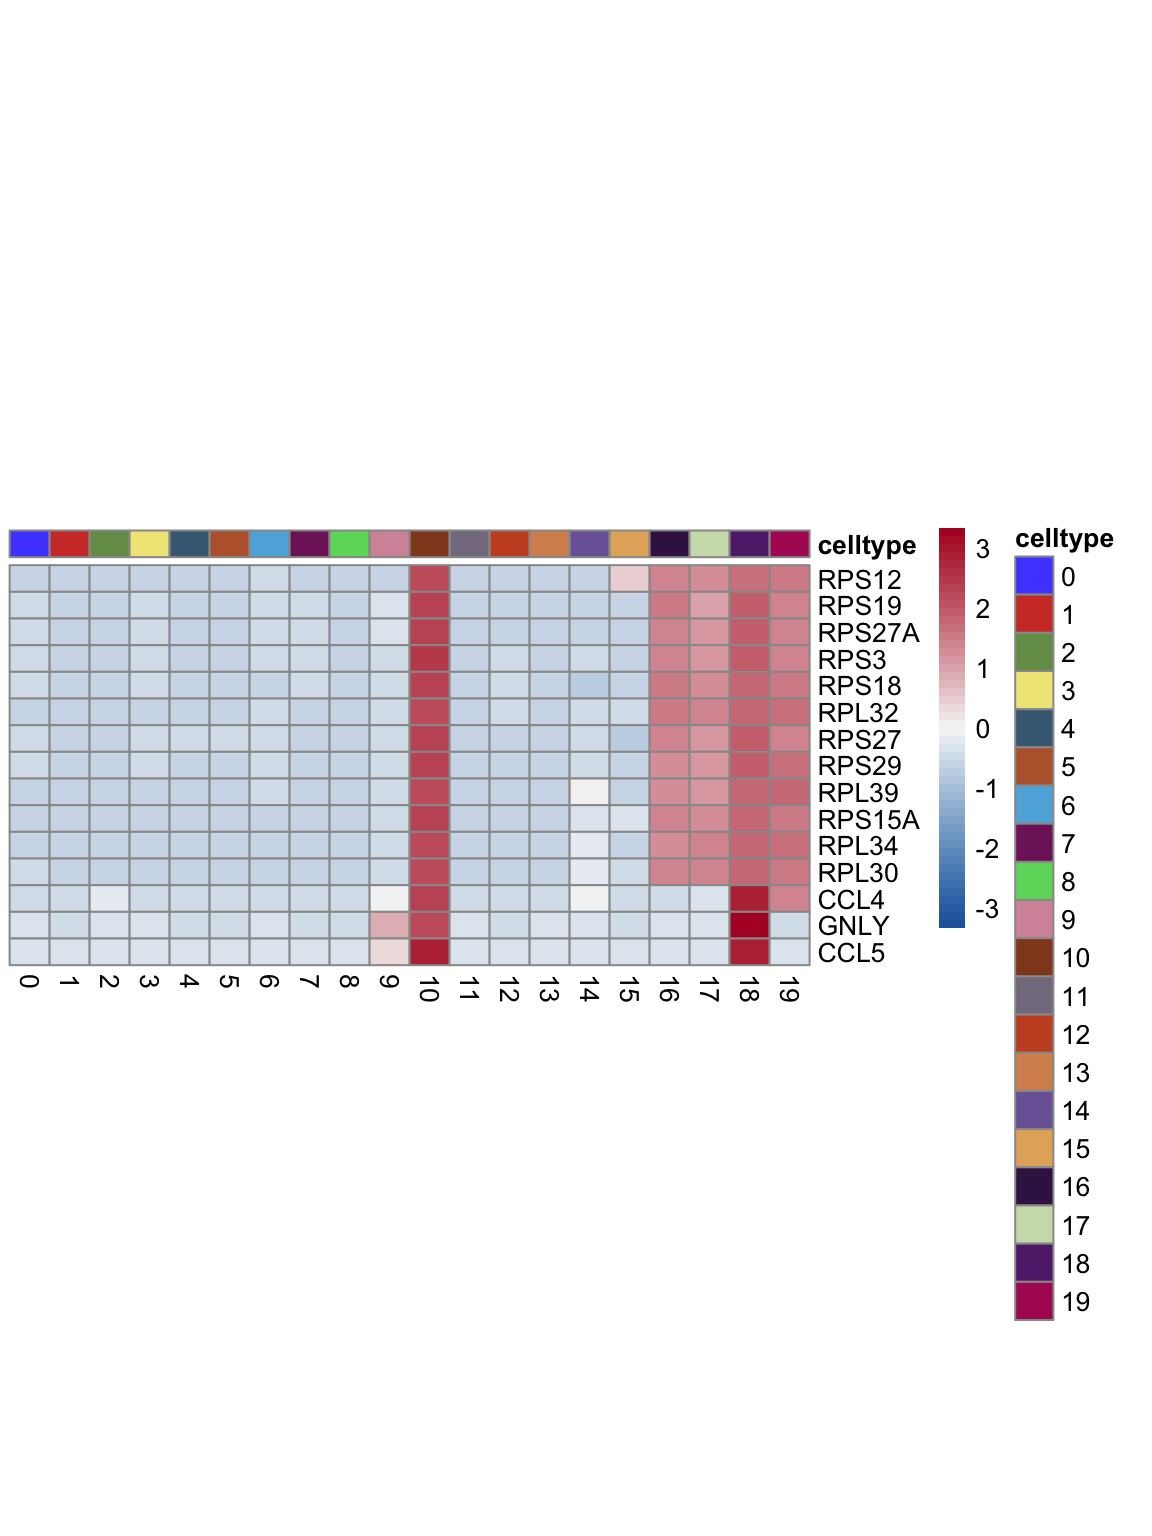 celltype
RPS12
RPS19
RPS27A
RPS3
RPS18
RPL32
RPS27
RPS29
RPL39
RPS15A
RPL34
RPL30
CCL4
GNLY
CCL5
0 1 2 3 4 5 6 7 8 9 10 11 12 13 14 15 16 17 18 19
3
2
1
0
-1
-2
-3
celltype
0
1
2
3
4
5
6
7
8
9
10
11
12
13
14
15
16
17
18
19